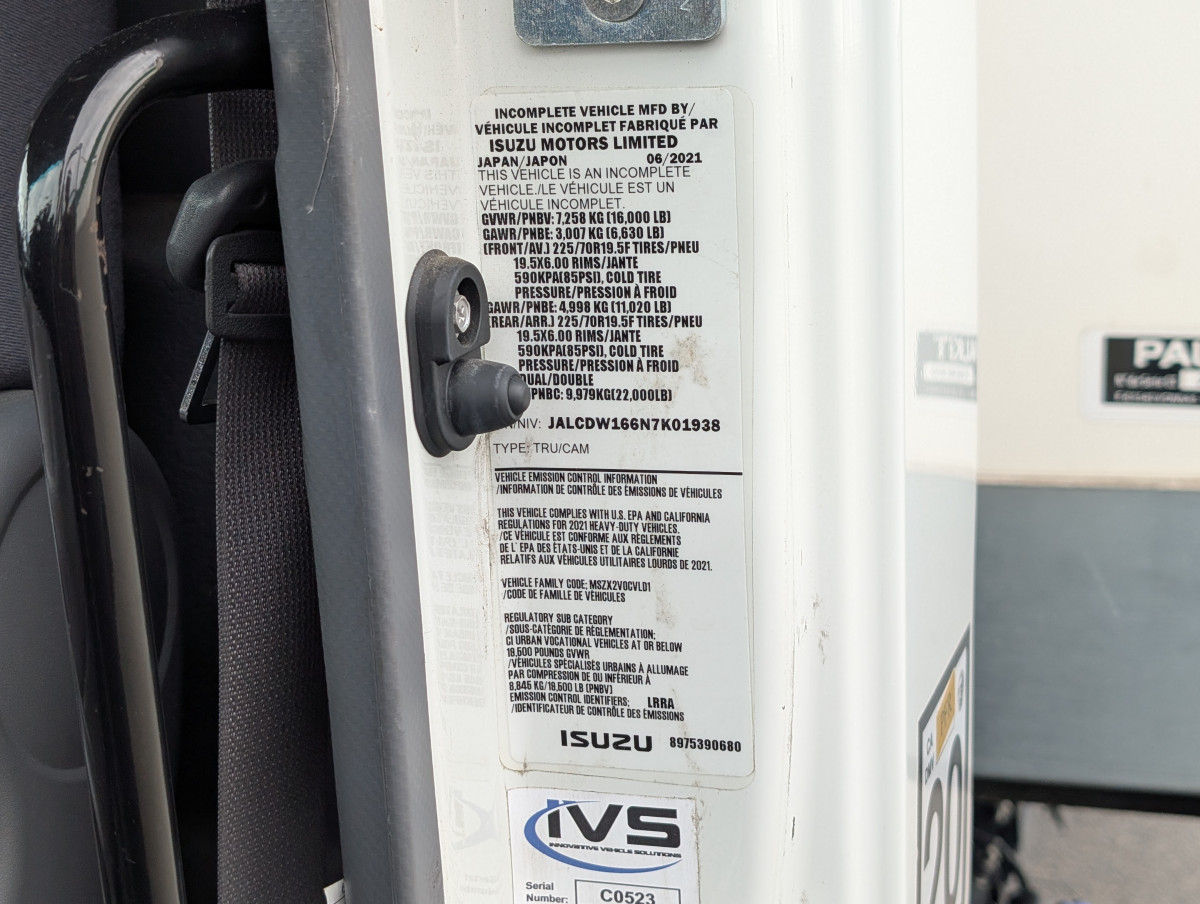 INCOMPLETE VEHICLE MFD BY/
VÉHICULE INCOMPLET FABRIQUÉ PAR
ISUZU MOTORS LIMITED
JAPAN/JAPON 06/2021
THIS VEHICLE IS AN INCOMPLETE
VEHICLE./LE VÉHICULE EST UN
VÉHICULE INCOMPLET.
GVWR/PNBV: 7,258 KG (16,000 LB)
GAWR/PNBE: 3,007 KG (6,630 LB)
(FRONT/AV.) 225/70R19.5F TIRES/PNEU
19.5X6.00 RIMS/JANTE
590KPA(85PSI), COLD TIRE
PRESSURE/PRESSION À FROID
GAWR/PNBE: 4,998 KG (11,020 LB)
(REAR/ARR.) 225/70R19.5F TIRES/PNEU
19.5X6.00 RIMS/JANTE
590KPA(85PSI), COLD TIRE
PRESSURE/PRESSION À FROID
DUAL/DOUBLE
PNBC: 9,979KG(22,000LB)
/NIV: JALCDW166N7K01938
TYPE: TRU/CAM
VEHICLE EMISSION CONTROL INFORMATION
/INFORMATION DE CONTRÔLE DES ÉMISSIONS DE VÉHICULES
THIS VEHICLE COMPLIES WITH U.S. EPA AND CALIFORNIA
REGULATIONS FOR 2021 HEAVY-DUTY VEHICLES.
/CE VÉHICULE EST CONFORME AUX RÈGLEMENTS
DE L' EPA DES ÉTATS-UNIS ET DE LA CALIFORNIE
RELATIFS AUX VÉHICULES UTILITAIRES LOURDS DE 2021.
VEHICLE FAMILY CODE: MSZX2VOCVLD1
/CODE DE FAMILLE DE VÉHICULES
REGULATORY SUB CATEGORY
/SOUS-CATÉGORIE DE RÈGLEMENTATION:
CI URBAN VOCATIONAL VEHICLES AT OR BELOW
19,500 POUNDS GVWR
/VÉHICULES SPÉCIALISÉS URBAINS À ALLUMAGE
PAR COMPRESSION DE OU INFÉRIEUR À
8,845 KG/19,500 LB (PNBV)
EMISSION CONTROL IDENTIFIERS: LRRA
/IDENTIFICATEUR DE CONTRÔLE DES ÉMISSIONS
ISUZU 8975390680
IVS
INNOVATIVE VEHICLE SOLUTIONS
Serial
Number: C0523
CA
20
PAL